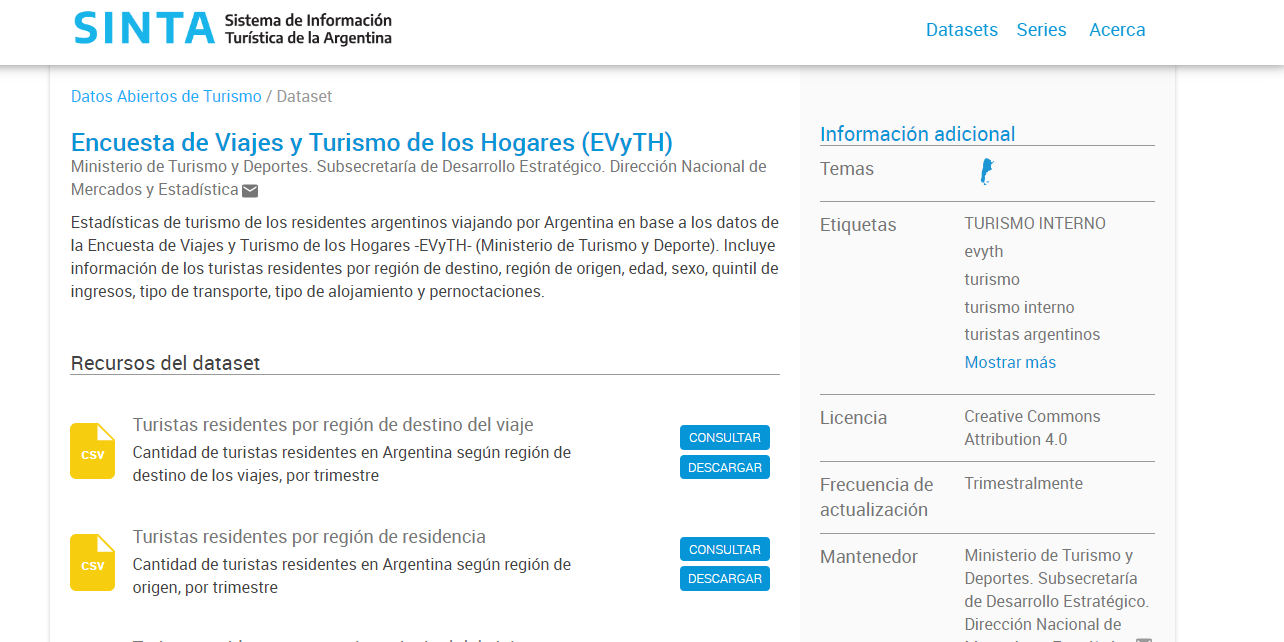 SINTA Sistema de Información
Turística de la Argentina
Datasets Series Acerca
Datos Abiertos de Turismo / Dataset
Encuesta de Viajes y Turismo de los Hogares (EVyTH)
Ministerio de Turismo y Deportes. Subsecretaría de Desarrollo Estratégico. Dirección Nacional de
Mercados y Estadística
Estadísticas de turismo de los residentes argentinos viajando por Argentina en base a los datos de
la Encuesta de Viajes y Turismo de los Hogares -EVyTH- (Ministerio de Turismo y Deporte). Incluye
información de los turistas residentes por región de destino, región de origen, edad, sexo, quintil de
ingresos, tipo de transporte, tipo de alojamiento y pernoctaciones.
Recursos del dataset
CSV
Turistas residentes por región de destino del viaje
Cantidad de turistas residentes en Argentina según región de
destino de los viajes, por trimestre
CONSULTAR
DESCARGAR
CSV
Turistas residentes por región de residencia
Cantidad de turistas residentes en Argentina según región de
origen, por trimestre
CONSULTAR
DESCARGAR
Información adicional
Temas
Etiquetas
TURISMO INTERNO
evyth
turismo
turismo interno
turistas argentinos
Mostrar más
Licencia
Creative Commons
Attribution 4.0
Frecuencia de
actualización
Trimestralmente
Mantenedor
Ministerio de Turismo y
Deportes. Subsecretaría
de Desarrollo Estratégico.
Dirección Nacional de